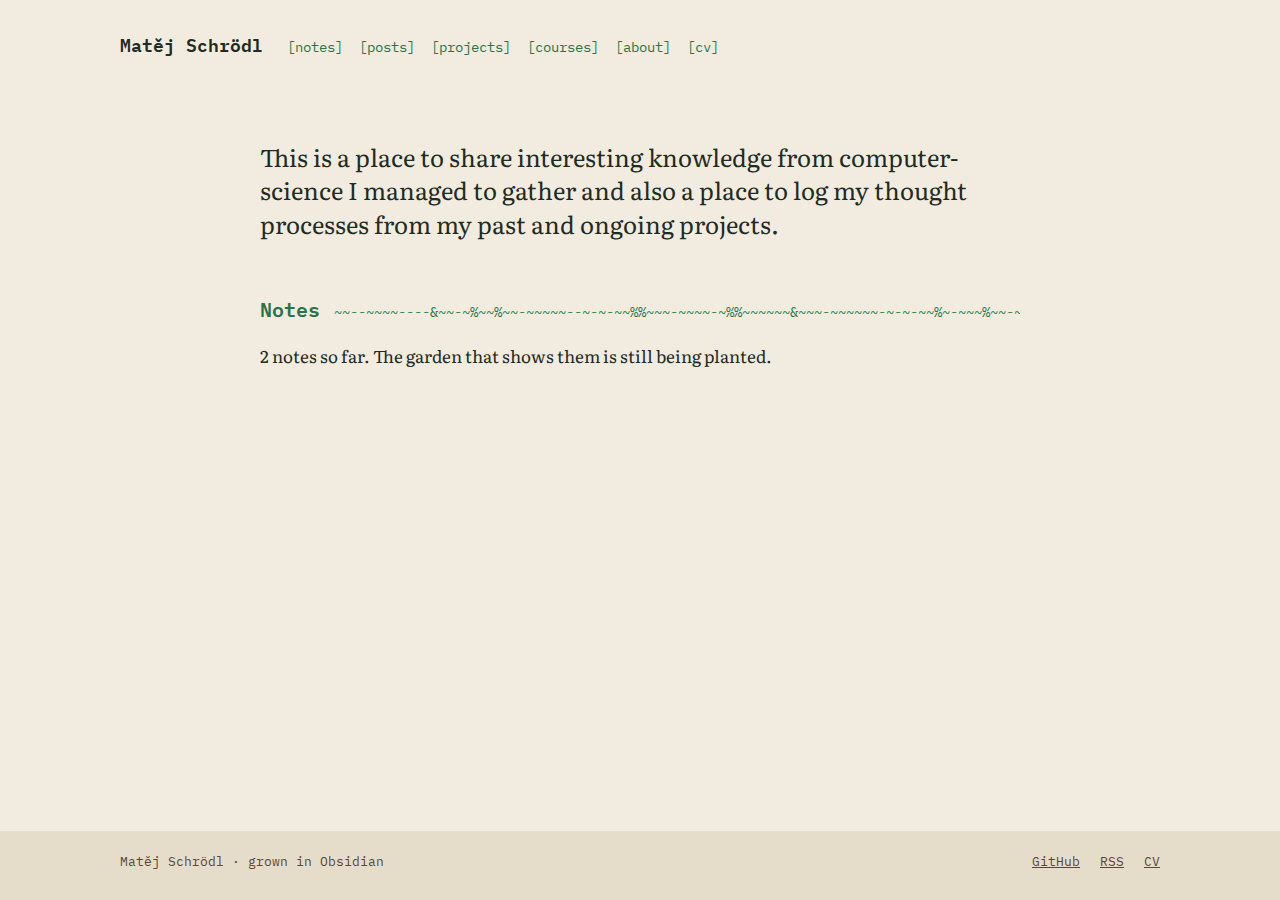 Matěj Schrödl [notes] [posts] [projects] [courses] [about] [cv]
This is a place to share interesting knowledge from computer-
science I managed to gather and also a place to log my thought
processes from my past and ongoing projects.
Notes ~~--~~~~----&~~-~%~~%~~-~~~~~--~-~-~~%%~~~-~~~~-~%%~~~~~~&~~~-~~~~~~-~-~-~~%~-~~~%~~-~
2 notes so far. The garden that shows them is still being planted.
Matěj Schrödl · grown in Obsidian GitHub RSS CV